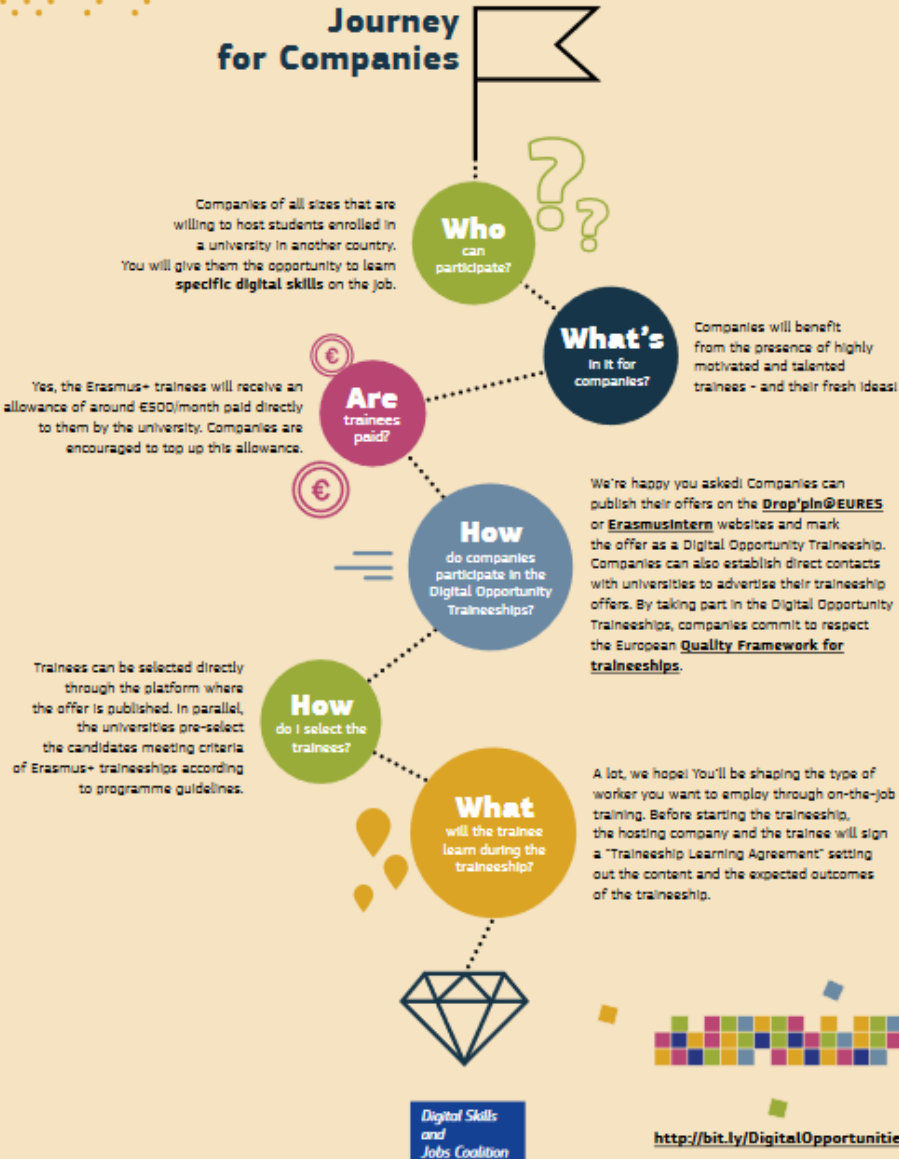 Journey
for Companies
Companies of all sizes that are
willing to host students enrolled in
a university in another country.
You will give them the opportunity to learn
specific digital skills on the job.
Who
can
participate?
What's
in it for
companies?
Companies will benefit
from the presence of highly
motivated and talented
trainees - and their fresh ideas!
Yes, the Erasmus+ trainees will receive an
allowance of around €500/month paid directly
to them by the university. Companies are
encouraged to top up this allowance.
Are
trainees
paid?
How
do companies
participate in the
Digital Opportunity
Traineeships?
We're happy you asked! Companies can
publish their offers on the Drop'pin@EURES
or ErasmusIntern websites and mark
the offer as a Digital Opportunity Traineeship.
Companies can also establish direct contacts
with universities to advertise their traineeship
offers. By taking part in the Digital Opportunity
Traineeships, companies commit to respect
the European Quality Framework for
traineeships.
Trainees can be selected directly
through the platform where
the offer is published. In parallel,
the universities pre-select
the candidates meeting criteria
of Erasmus+ traineeships according
to programme guidelines.
How
do I select the
trainees?
What
will the trainee
learn during the
traineeship?
A lot, we hope! You'll be shaping the type of
worker you want to employ through on-the-job
training. Before starting the traineeship,
the hosting company and the trainee will sign
a "Traineeship Learning Agreement" setting
out the content and the expected outcomes
of the traineeship.
Digital Skills
and
Jobs Coalition
http://bit.ly/DigitalOpportunitie